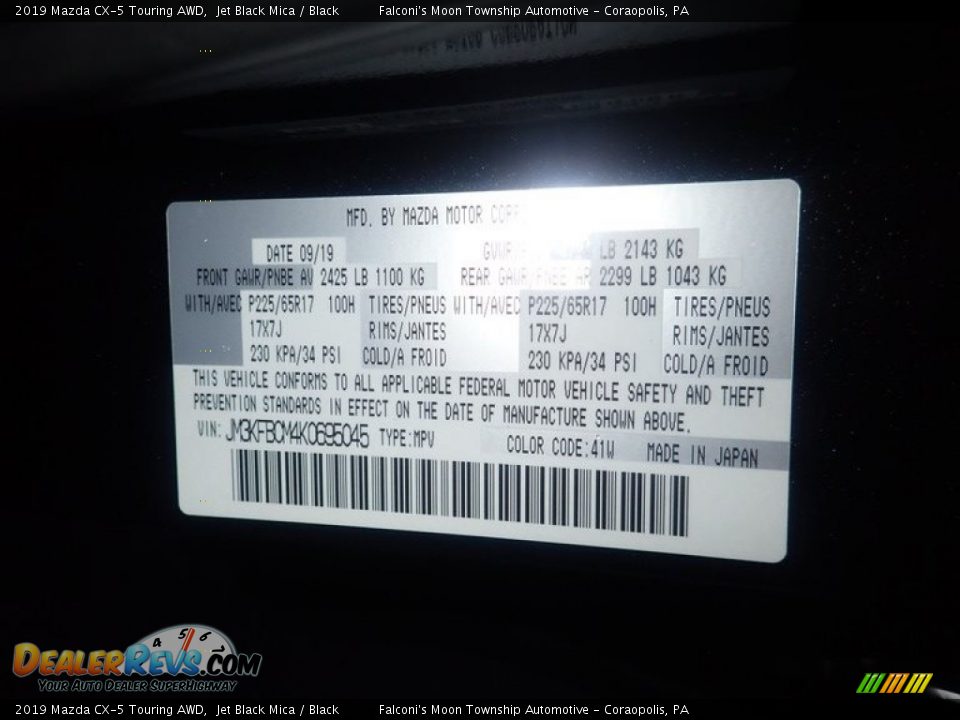 2019 Mazda CX-5 Touring AWD, Jet Black Mica / Black Falconi's Moon Township Automotive - Coraopolis, PA
MFD. BY MAZDA MOTOR CORP.
DATE 09/19 GVWR/ LB 2143 KG
FRONT GAWR/PNBE AV 2425 LB 1100 KG REAR GAWR/PNBE AR 2299 LB 1043 KG
WITH/AVEC P225/65R17 100H TIRES/PNEUS WITH/AVEC P225/65R17 100H TIRES/PNEUS
17X7J RIMS/JANTES 17X7J RIMS/JANTES
230 KPA/34 PSI COLD/A FROID 230 KPA/34 PSI COLD/A FROID
THIS VEHICLE CONFORMS TO ALL APPLICABLE FEDERAL MOTOR VEHICLE SAFETY AND THEFT
PREVENTION STANDARDS IN EFFECT ON THE DATE OF MANUFACTURE SHOWN ABOVE.
VIN: JM3KFBCM4K0695045 TYPE:MPV COLOR CODE:41W MADE IN JAPAN
4 5 6
DEALERREVS.COM
YOUR AUTO DEALER SUPERHIGHWAY
2019 Mazda CX-5 Touring AWD, Jet Black Mica / Black Falconi's Moon Township Automotive - Coraopolis, PA